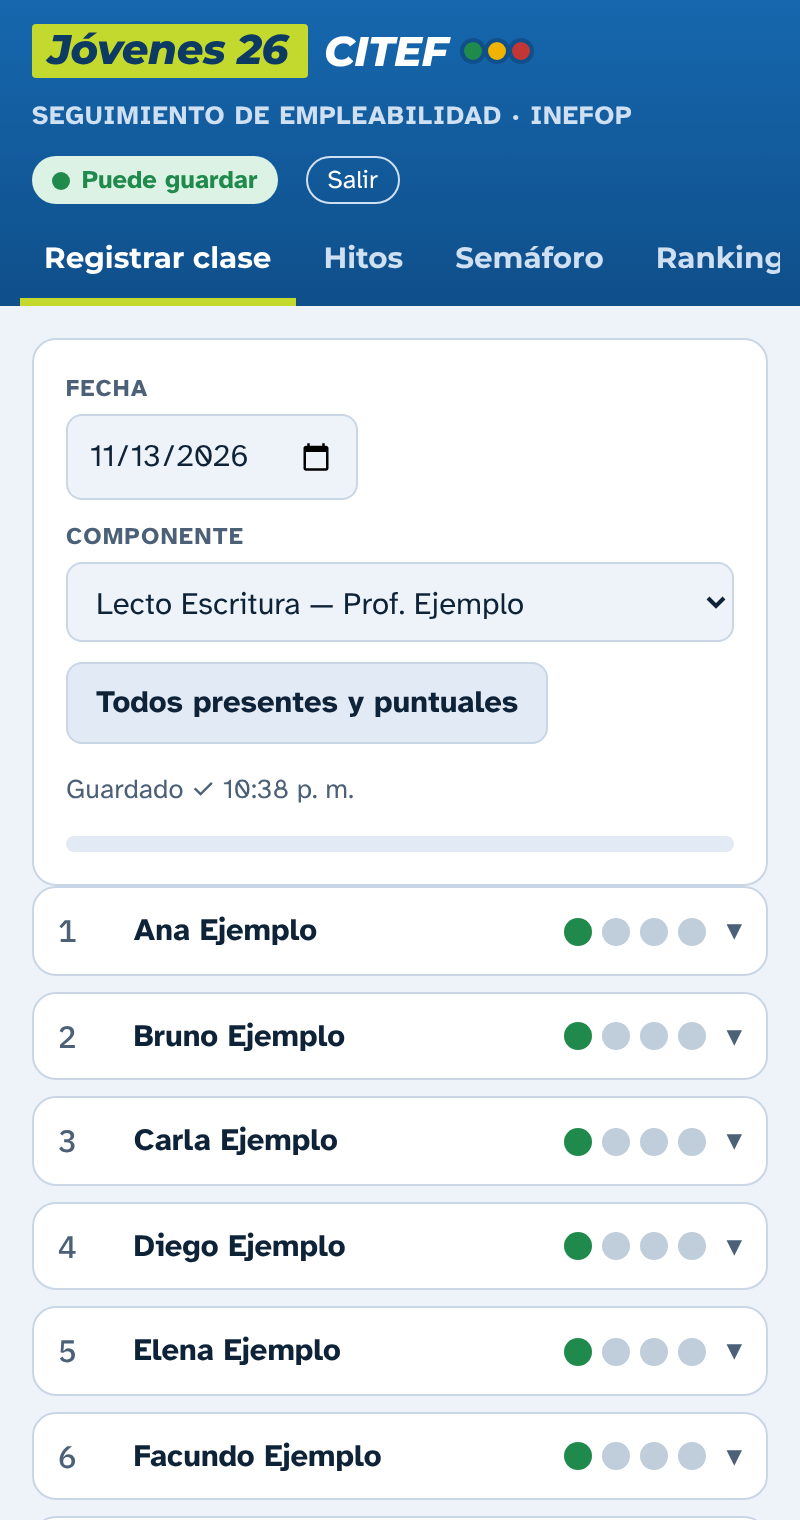 Jóvenes 26 CITEF
SEGUIMIENTO DE EMPLEABILIDAD · INEFOP
Puede guardar Salir
Registrar clase Hitos Semáforo Ranking
FECHA
11/13/2026
COMPONENTE
Lecto Escritura — Prof. Ejemplo
Todos presentes y puntuales
Guardado ✓ 10:38 p. m.
1 Ana Ejemplo ▼
2 Bruno Ejemplo ▼
3 Carla Ejemplo ▼
4 Diego Ejemplo ▼
5 Elena Ejemplo ▼
6 Facundo Ejemplo ▼